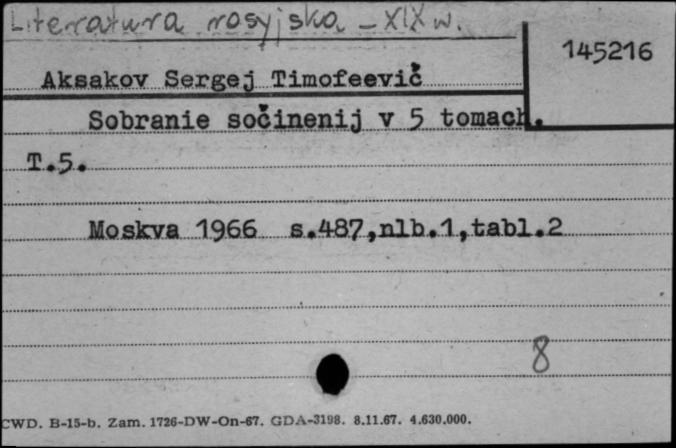 Literatura rosyjska - XIX w.
145216
Aksakov Sergej Timofeevič
Sobranie sočinenij v 5 tomach.
T.5.
Moskva 1966 s.487,nlb.1,tabl.2
8
CWD. B-15-b. Zam. 1726-DW-On-67. GDA-3198. 8.11.67. 4.630.000.